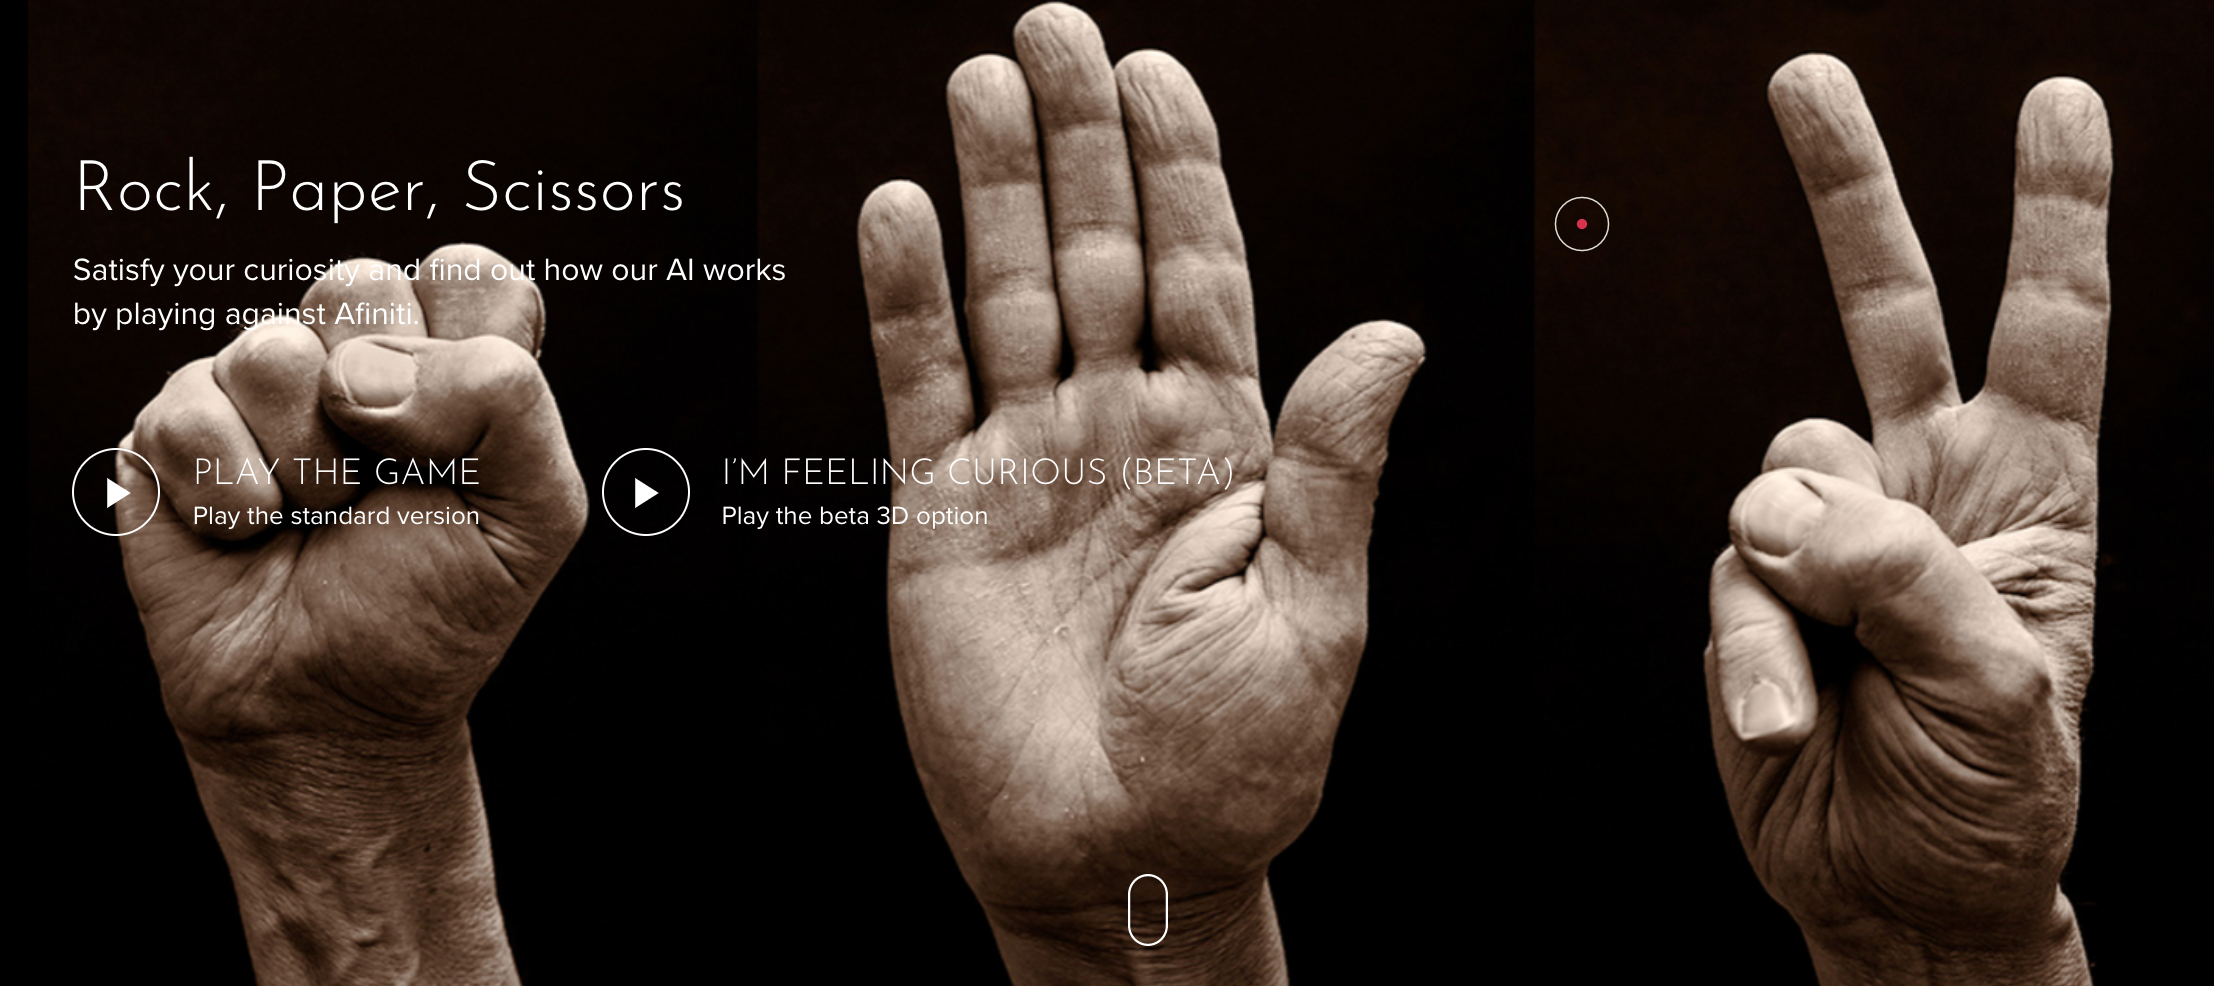 Rock, Paper, Scissors
Satisfy your curiosity and find out how our AI works
by playing against Afiniti.
PLAY THE GAME
Play the standard version
I'M FEELING CURIOUS (BETA)
Play the beta 3D option